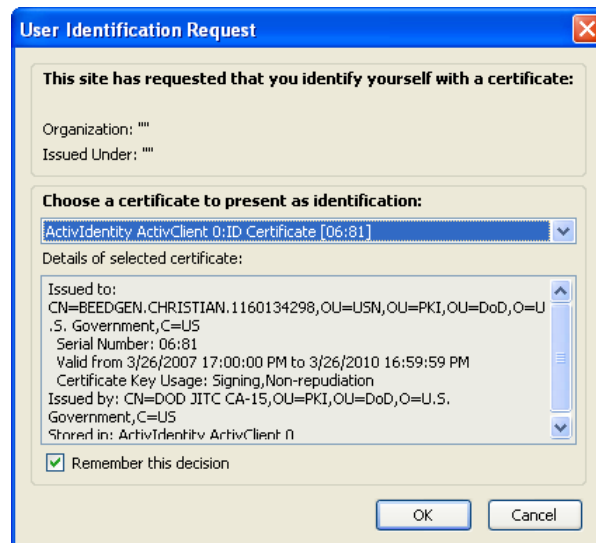 User Identification Request
This site has requested that you identify yourself with a certificate:
Organization: ""
Issued Under: ""
Choose a certificate to present as identification:
ActivIdentity ActivClient 0:ID Certificate [06:81]
Details of selected certificate:
Issued to:
CN=BEEDGEN.CHRISTIAN.1160134298,OU=USN,OU=PKI,OU=DoD,O=U
.S. Government,C=US
Serial Number: 06:81
Valid from 3/26/2007 17:00:00 PM to 3/26/2010 16:59:59 PM
Certificate Key Usage: Signing,Non-repudiation
Issued by: CN=DOD JITC CA-15,OU=PKI,OU=DoD,O=U.S.
Government,C=US
Stored in: ActivIdentity ActivClient 0
Remember this decision
OK
Cancel